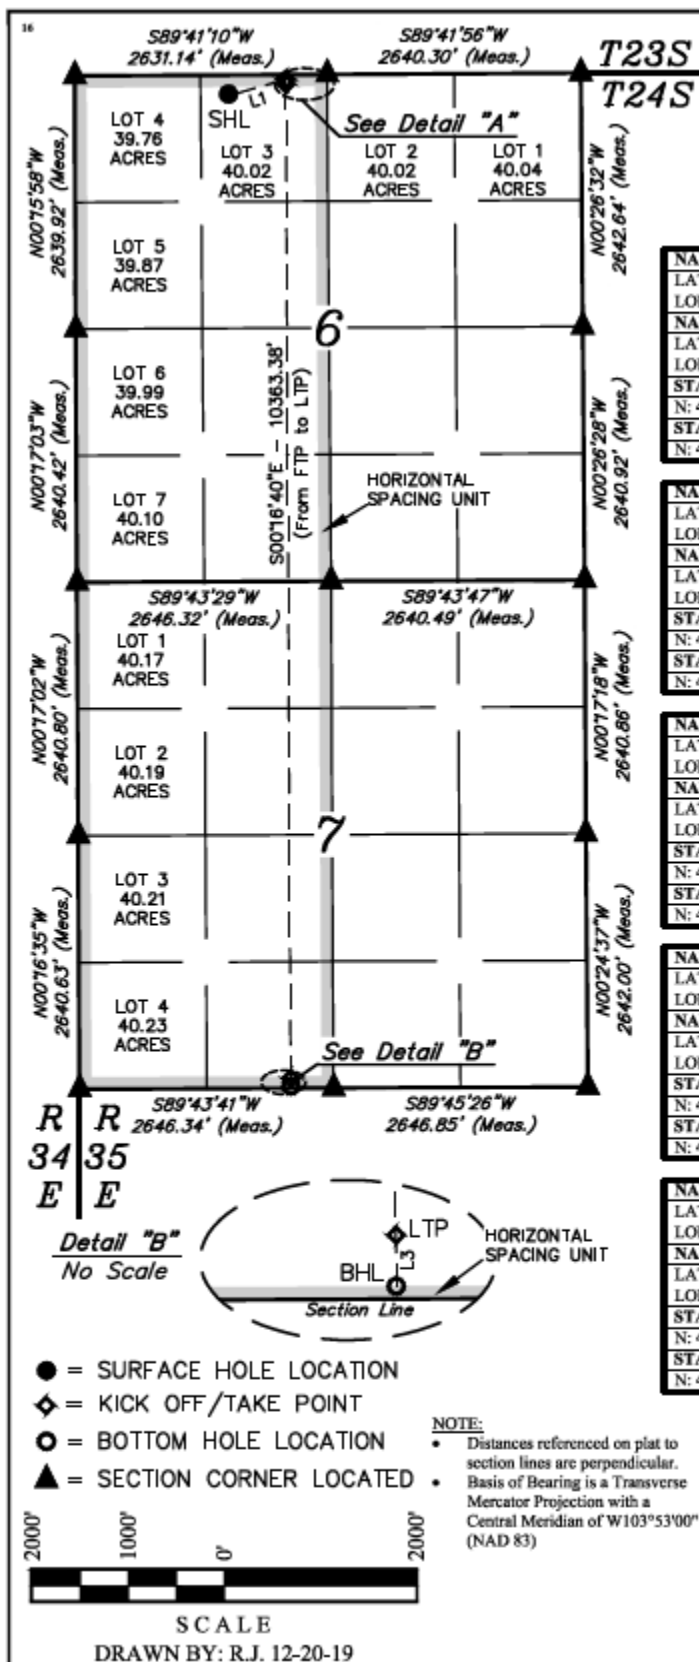 16
S89°41'10"W
2631.14' (Meas.)
S89°41'56"W
2640.30' (Meas.)
T23S
T24S
L1
SHL
See Detail "A"
LOT 4
39.76
ACRES
LOT 3
40.02
ACRES
LOT 2
40.02
ACRES
LOT 1
40.04
ACRES
N00°15'58"W
2639.92' (Meas.)
N00°26'32"W
2642.64' (Meas.)
LOT 5
39.87
ACRES
6
LOT 6
39.99
ACRES
N00°17'03"W
2640.42' (Meas.)
S00°16'40"E - 10363.38'
(From FTP to LTP)
N00°26'28"W
2640.92' (Meas.)
HORIZONTAL
SPACING UNIT
LOT 7
40.10
ACRES
S89°43'29"W
2646.32' (Meas.)
S89°43'47"W
2640.49' (Meas.)
LOT 1
40.17
ACRES
N00°17'02"W
2640.80' (Meas.)
N00°17'18"W
2640.86' (Meas.)
LOT 2
40.19
ACRES
7
LOT 3
40.21
ACRES
N00°16'35"W
2640.63' (Meas.)
N00°24'37"W
2642.00' (Meas.)
LOT 4
40.23
ACRES
See Detail "B"
S89°43'41"W
2646.34' (Meas.)
S89°45'26"W
2646.85' (Meas.)
R R
34 35
E E
Detail "B"
No Scale
LTP
L3
BHL
HORIZONTAL
SPACING UNIT
Section Line
= SURFACE HOLE LOCATION
= KICK OFF/TAKE POINT
= BOTTOM HOLE LOCATION
= SECTION CORNER LOCATED
NOTE:
• Distances referenced on plat to
section lines are perpendicular.
• Basis of Bearing is a Transverse
Mercator Projection with a
Central Meridian of W103°53'00"
(NAD 83)
2000' 1000' 0' 2000'
SCALE
DRAWN BY: R.J. 12-20-19